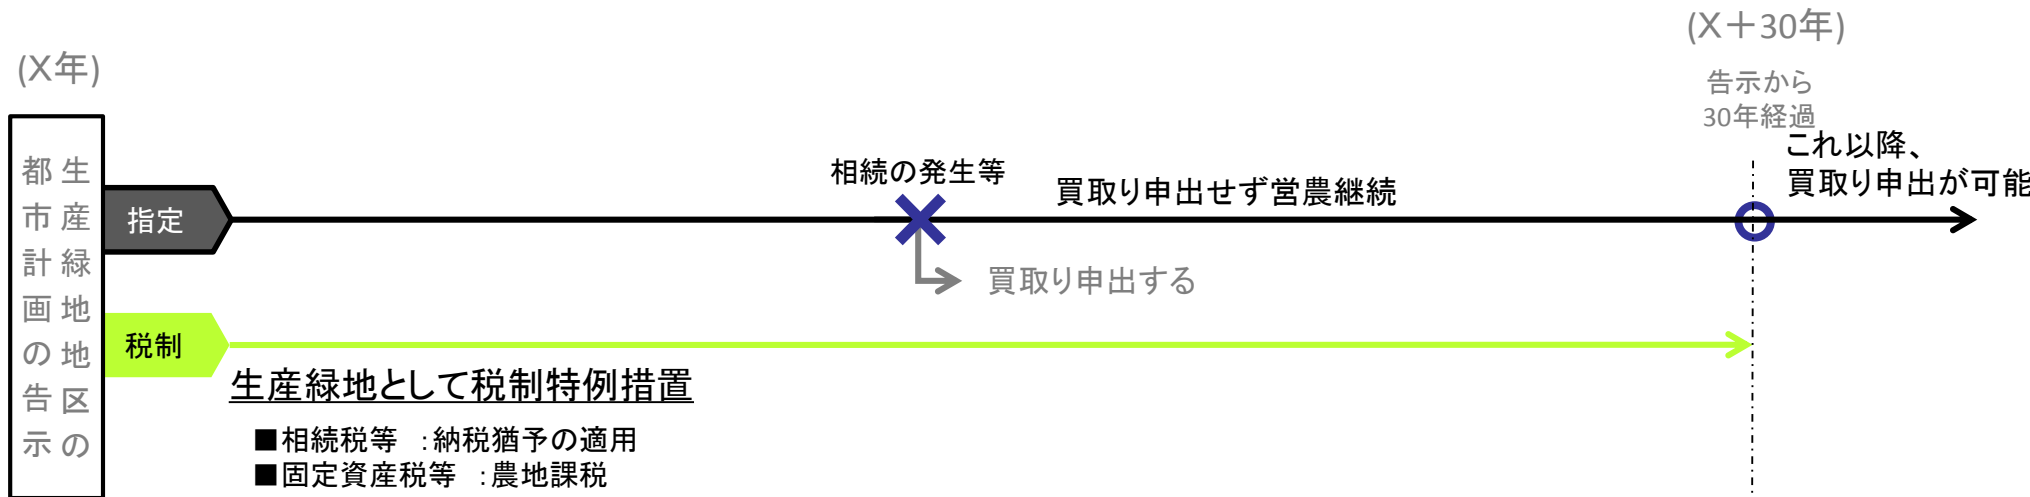 (X年)
生産緑地地区の
都市計画の告示
指定
税制
相続の発生等
買取り申出せず営農継続
買取り申出する
(X＋30年)
告示から
30年経過
これ以降、
買取り申出が可能
生産緑地として税制特例措置
■相続税等　：納税猶予の適用
■固定資産税等　：農地課税